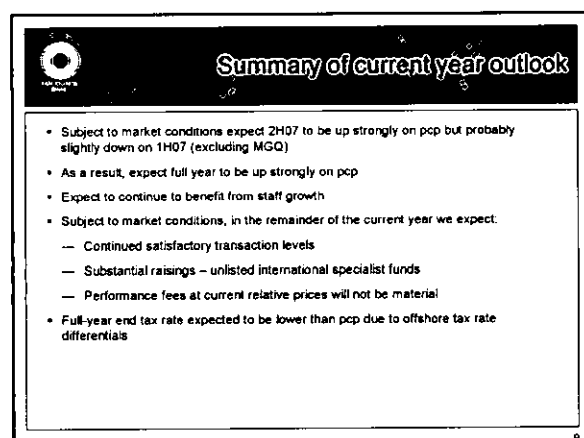 Summary of current year outlook
• Subject to market conditions expect 2H07 to be up strongly on pcp but probably
slightly down on 1H07 (excluding MGQ)
• As a result, expect full year to be up strongly on pcp
• Expect to continue to benefit from staff growth
• Subject to market conditions, in the remainder of the current year we expect:
— Continued satisfactory transaction levels
— Substantial raisings – unlisted international specialist funds
— Performance fees at current relative prices will not be material
• Full-year end tax rate expected to be lower than pcp due to offshore tax rate
differentials